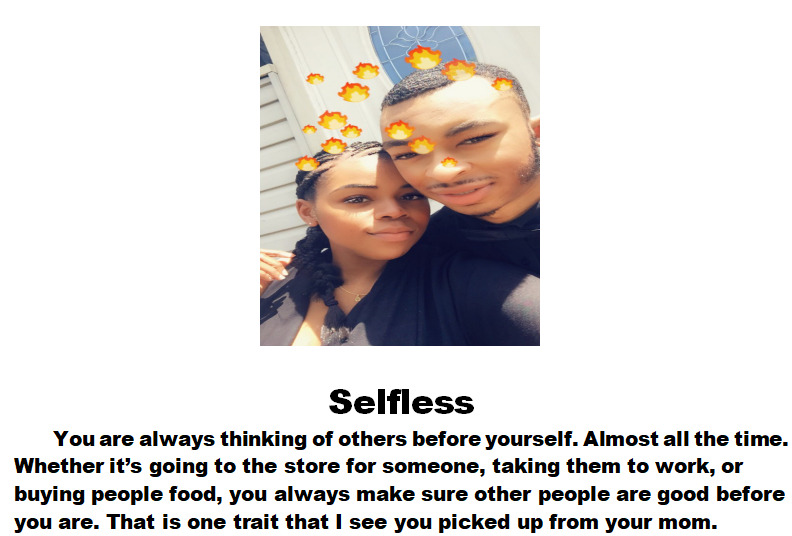 Selfless
You are always thinking of others before yourself. Almost all the time.
Whether it’s going to the store for someone, taking them to work, or
buying people food, you always make sure other people are good before
you are. That is one trait that I see you picked up from your mom.